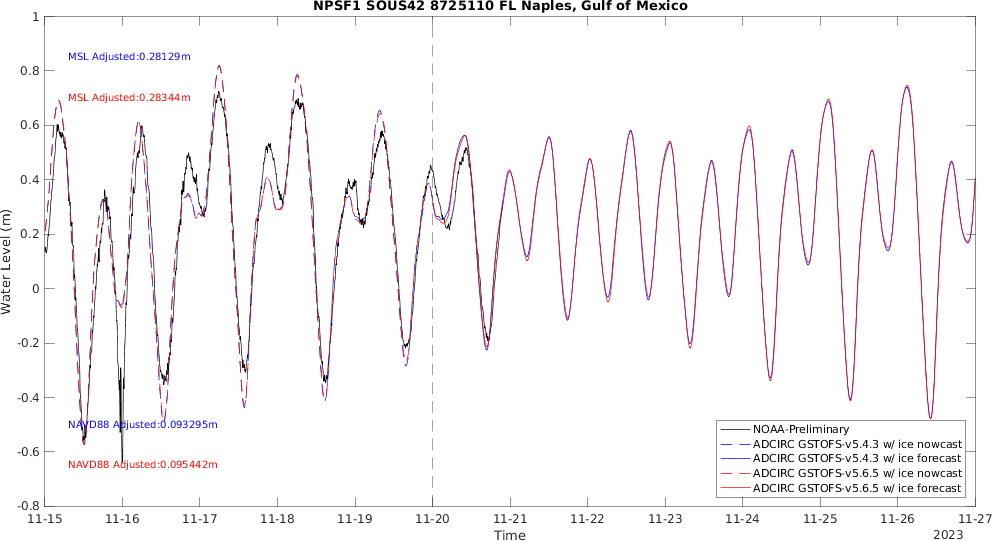 NPSF1 SOUS42 8725110 FL Naples, Gulf of Mexico
1
0.8
0.6
0.4
0.2
0
-0.2
-0.4
-0.6
-0.8
Water Level (m)
MSL Adjusted:0.28129m
MSL Adjusted:0.28344m
NAVD88 Adjusted:0.093295m
NAVD88 Adjusted:0.095442m
NOAA-Preliminary
ADCIRC GSTOFS-v5.4.3 w/ ice nowcast
ADCIRC GSTOFS-v5.4.3 w/ ice forecast
ADCIRC GSTOFS-v5.6.5 w/ ice nowcast
ADCIRC GSTOFS-v5.6.5 w/ ice forecast
11-15 11-16 11-17 11-18 11-19 11-20 11-21 11-22 11-23 11-24 11-25 11-26 11-27
Time
2023